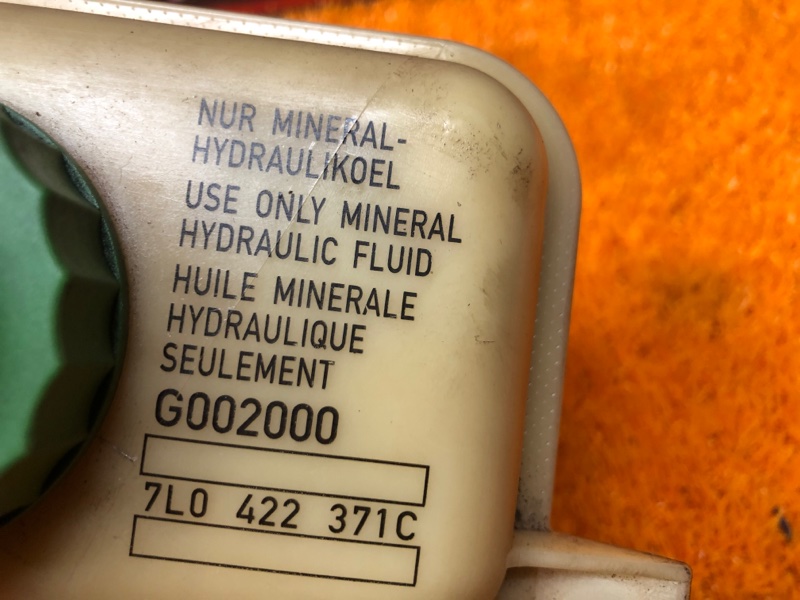 NUR MINERAL-
HYDRAULIKOEL
USE ONLY MINERAL
HYDRAULIC FLUID
HUILE MINERALE
HYDRAULIQUE
SEULEMENT
G002000
7L0 422 371C